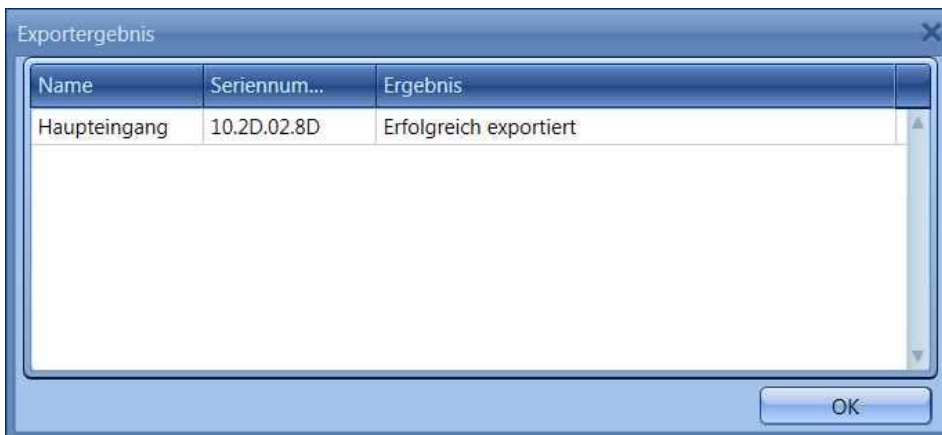 Exportergebnis
Name Seriennum... Ergebnis
Haupteingang 10.2D.02.8D Erfolgreich exportiert
OK